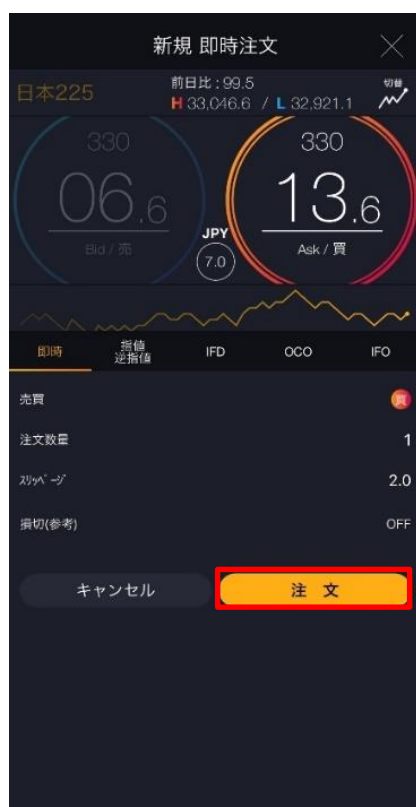 新規 即時注文
日本225
前日比 : 99.5
H 33,046.6 / L 32,921.1
切替
330
06.6
Bid / 売
JPY
7.0
330
13.6
Ask / 買
即時
指値
逆指値
IFD
OCO
IFO
売買
買
注文数量
1
ｽﾘｯﾍﾟｰｼﾞ
2.0
損切(参考)
OFF
キャンセル
注 文